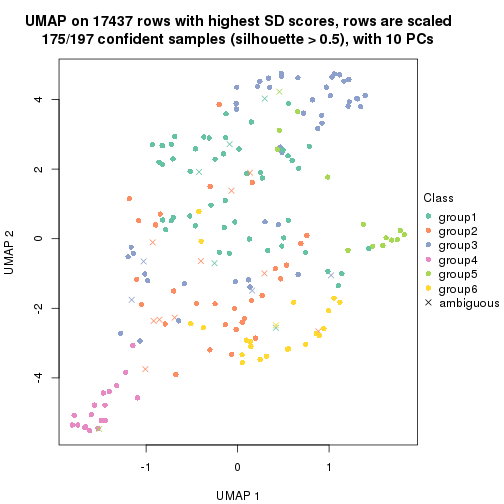 UMAP on 17437 rows with highest SD scores, rows are scaled
175/197 confident samples (silhouette > 0.5), with 10 PCs
4
2
0
-2
-4
UMAP 2
-1
0
1
UMAP 1
Class
group1
group2
group3
group4
group5
group6
ambiguous